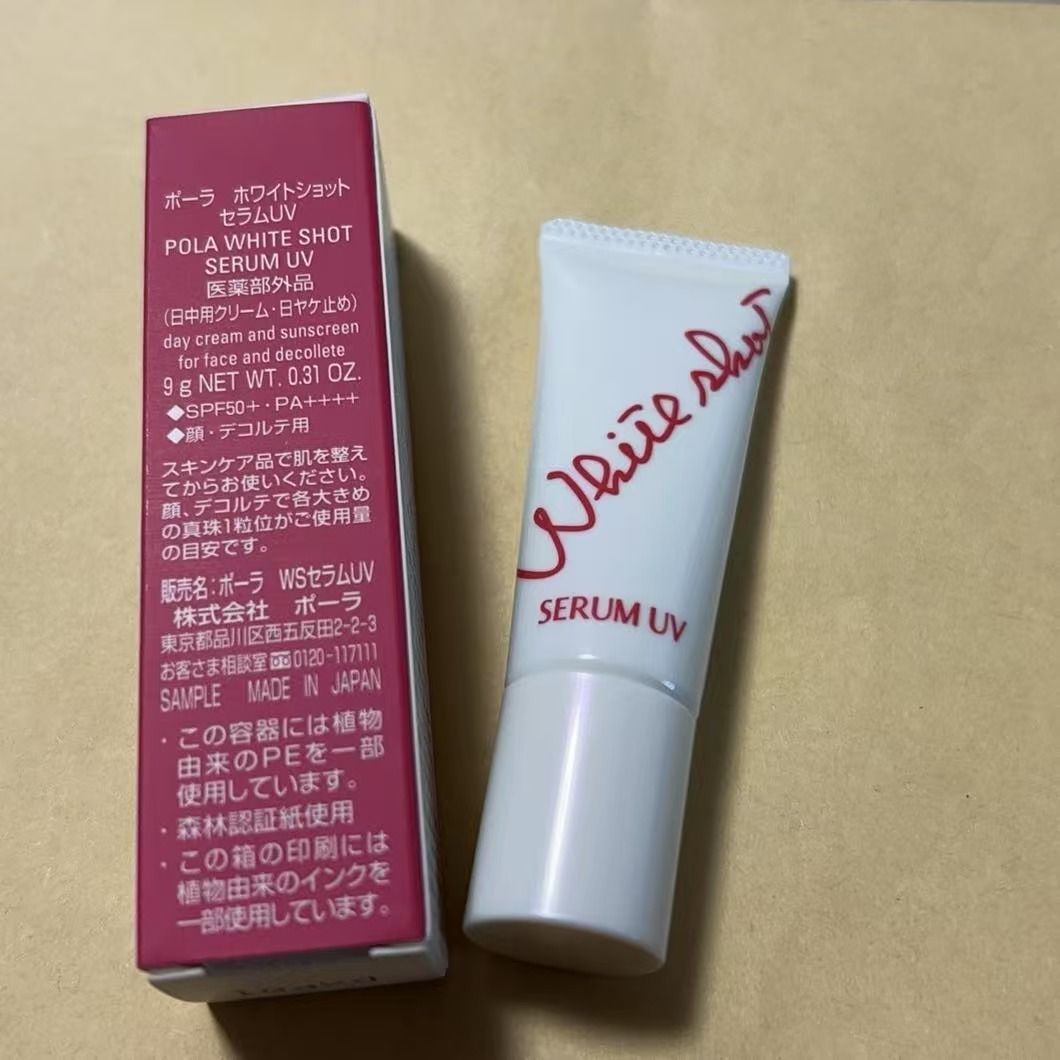 ポーラ ホワイトショット
セラムUV
POLA WHITE SHOT
SERUM UV
医薬部外品
(日中用クリーム・日ヤケ止め)
day cream and sunscreen
for face and decollete
9 g NET WT. 0.31 OZ.
◆SPF50+・PA++++
◆顔・デコルテ用
スキンケア品で肌を整え
てからお使いください。
顔、デコルテで各大きめ
の真珠1粒位がご使用量
の目安です。
販売名:ポーラ WSセラムUV
株式会社 ポーラ
東京都品川区西五反田2-2-3
お客さま相談室 0120-117111
SAMPLE MADE IN JAPAN
・この容器には植物
由来のPEを一部
使用しています。
・森林認証紙使用
・この箱の印刷には
植物由来のインクを
一部使用しています。
White shot
SERUM UV